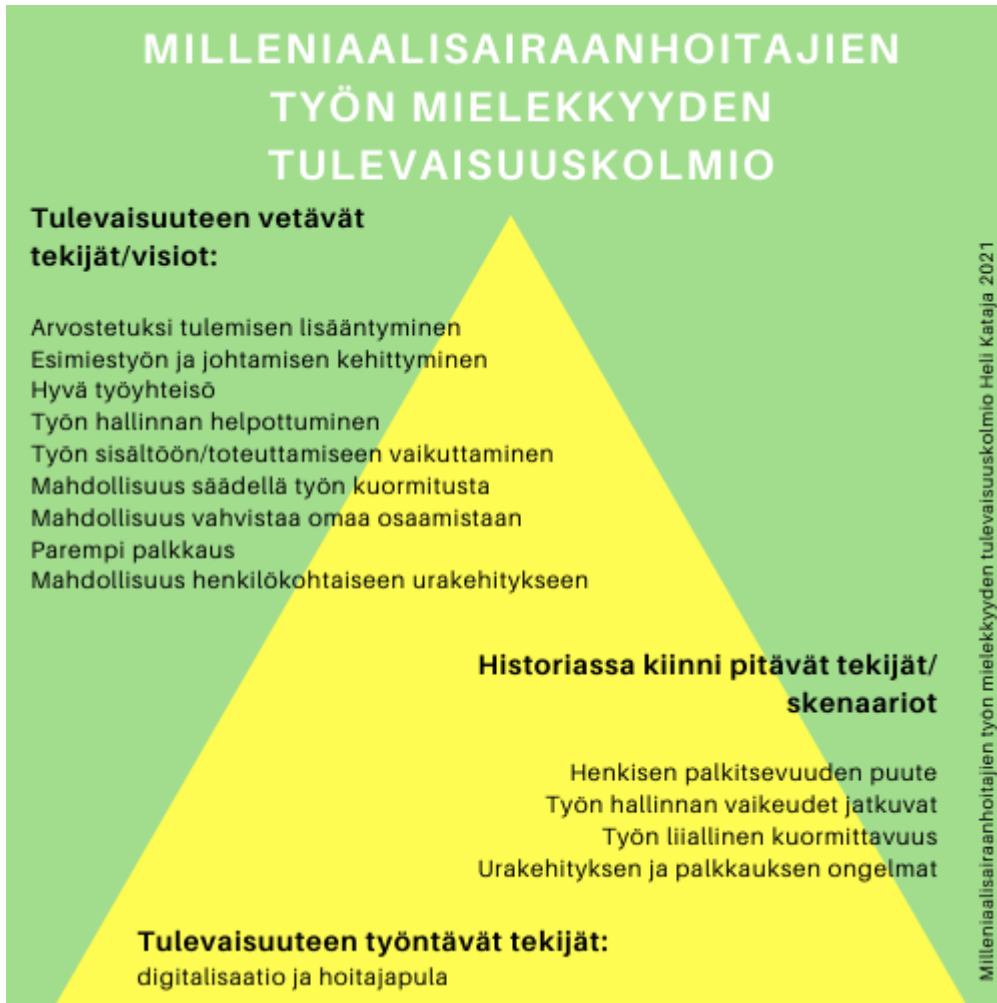 MILLENIAALISAIRAANHOITAJIEN
TYÖN MIELEKKYYDEN
TULEVAISUUSKOLMIO
Tulevaisuuteen vetävät
tekijät/visiot:
Arvostetuksi tulemisen lisääntyminen
Esimiestyön ja johtamisen kehittyminen
Hyvä työyhteisö
Työn hallinnan helpottuminen
Työn sisältöön/toteuttamiseen vaikuttaminen
Mahdollisuus säädellä työn kuormitusta
Mahdollisuus vahvistaa omaa osaamistaan
Parempi palkkaus
Mahdollisuus henkilökohtaiseen urakehitykseen
Historiassa kiinni pitävät tekijät/
skenaariot
Henkisen palkitsevuuden puute
Työn hallinnan vaikeudet jatkuvat
Työn liiallinen kuormittavuus
Urakehityksen ja palkkauksen ongelmat
Tulevaisuuteen työntävät tekijät:
digitalisaatio ja hoitajapula
Milleniaalisairaanhoitajien työn mielekkyyden tulevaisuuskolmio Heli Kataja 2021